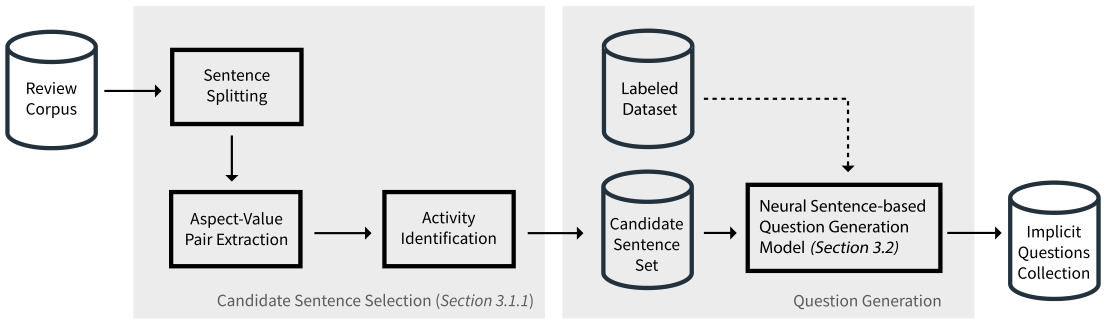 Review
Corpus
Sentence
Splitting
Aspect-Value
Pair Extraction
Activity
Identification
Candidate Sentence Selection (Section 3.1.1)
Labeled
Dataset
Candidate
Sentence
Set
Neural Sentence-based
Question Generation
Model (Section 3.2)
Question Generation
Implicit
Questions
Collection